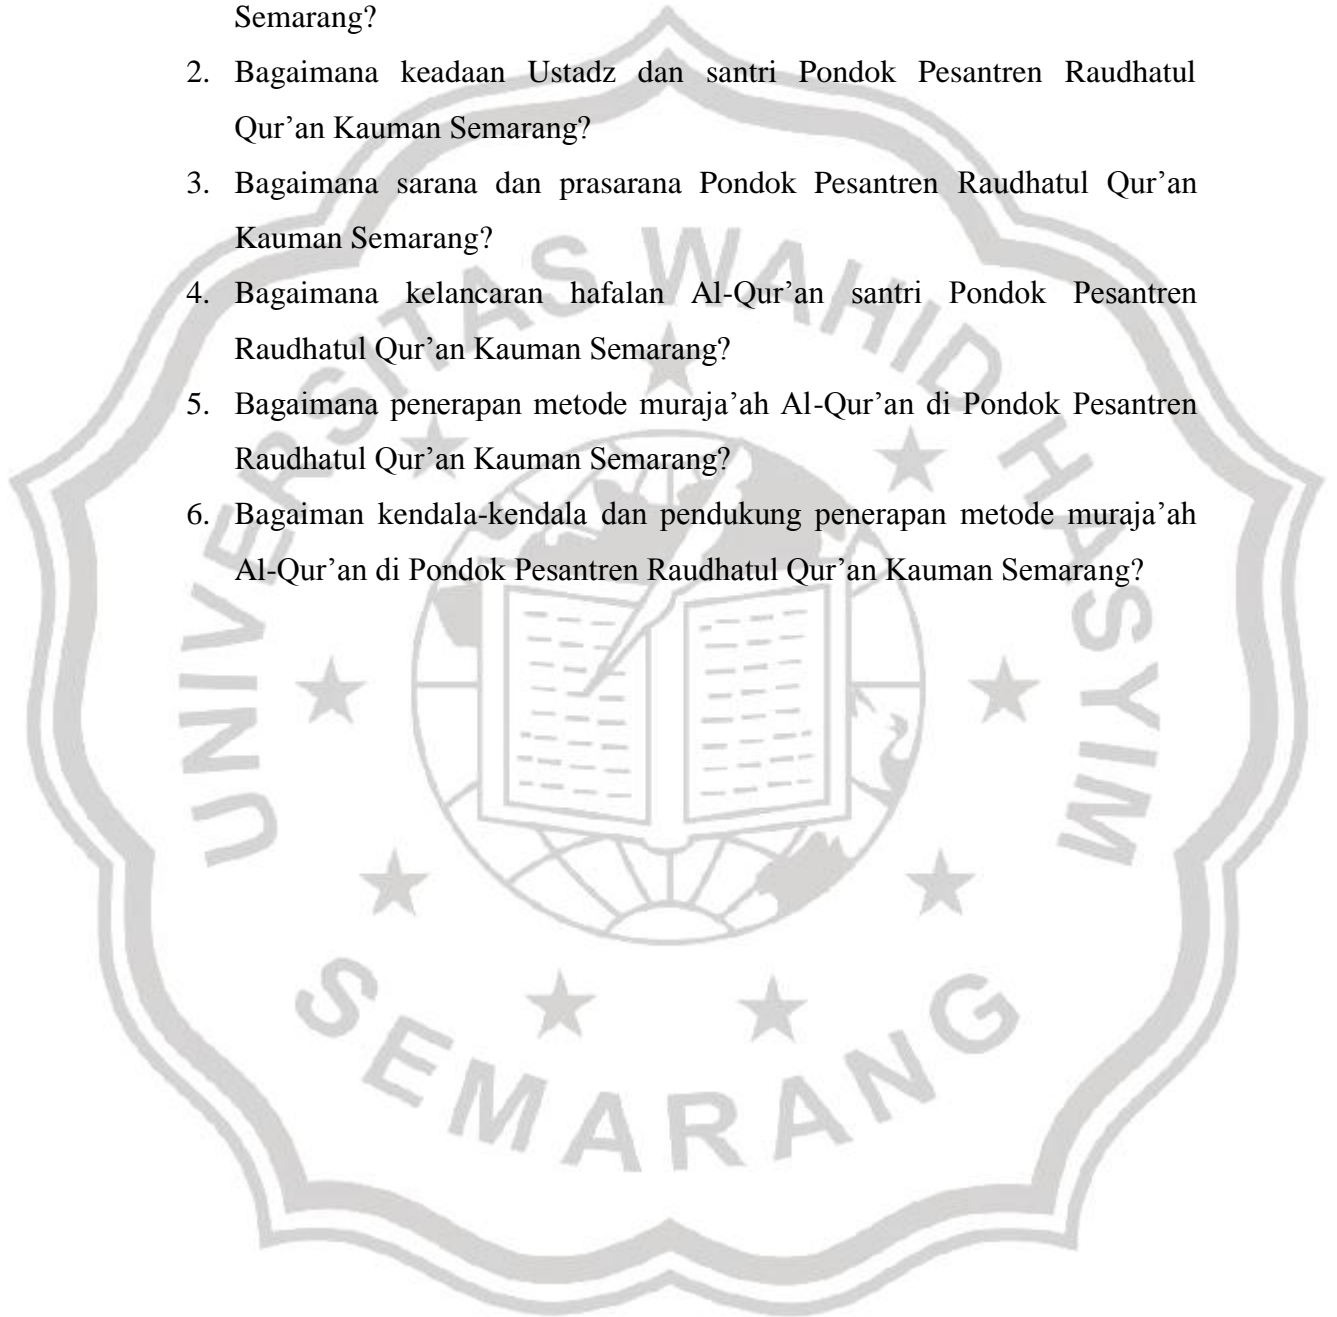 Semarang?
2. Bagaimana keadaan Ustadz dan santri Pondok Pesantren Raudhatul
Qur’an Kauman Semarang?
3. Bagaimana sarana dan prasarana Pondok Pesantren Raudhatul Qur’an
Kauman Semarang?
4. Bagaimana kelancaran hafalan Al-Qur’an santri Pondok Pesantren
Raudhatul Qur’an Kauman Semarang?
5. Bagaimana penerapan metode muraja’ah Al-Qur’an di Pondok Pesantren
Raudhatul Qur’an Kauman Semarang?
6. Bagaiman kendala-kendala dan pendukung penerapan metode muraja’ah
Al-Qur’an di Pondok Pesantren Raudhatul Qur’an Kauman Semarang?
UNIVERSITAS WAHID HASYIM
SEMARANG